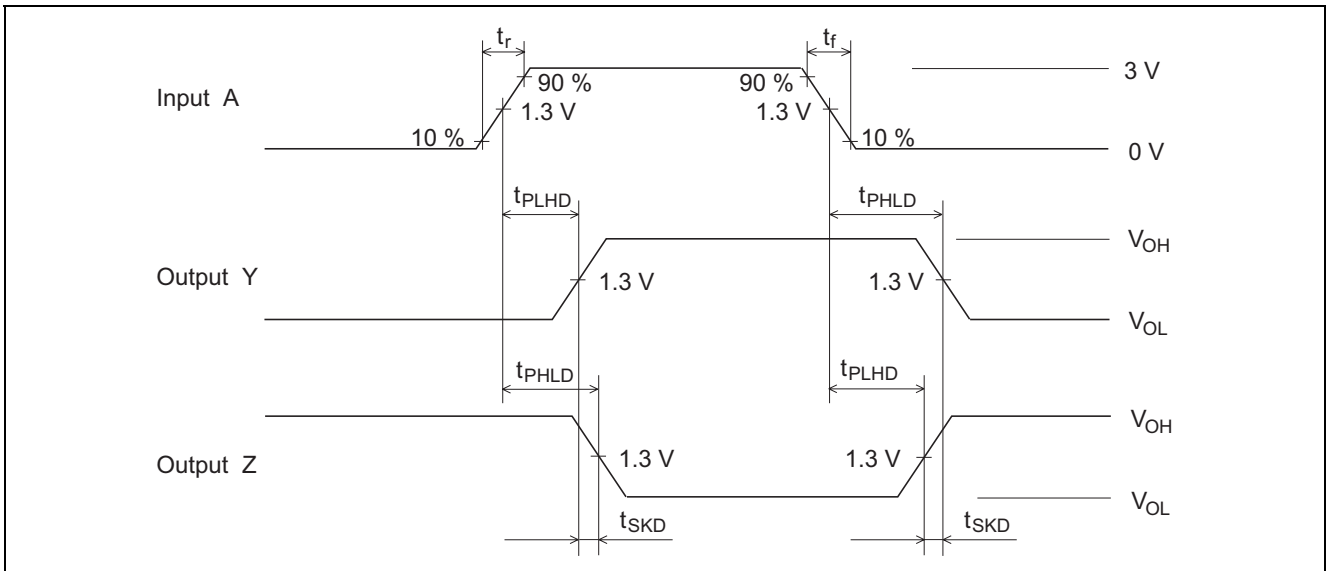 tr
tf
90 %
90 %
3 V
Input A
1.3 V
1.3 V
10 %
10 %
0 V
tPLHD
tPHLD
VOH
Output Y
1.3 V
1.3 V
VOL
tPHLD
tPLHD
VOH
Output Z
1.3 V
1.3 V
VOL
tSKD
tSKD